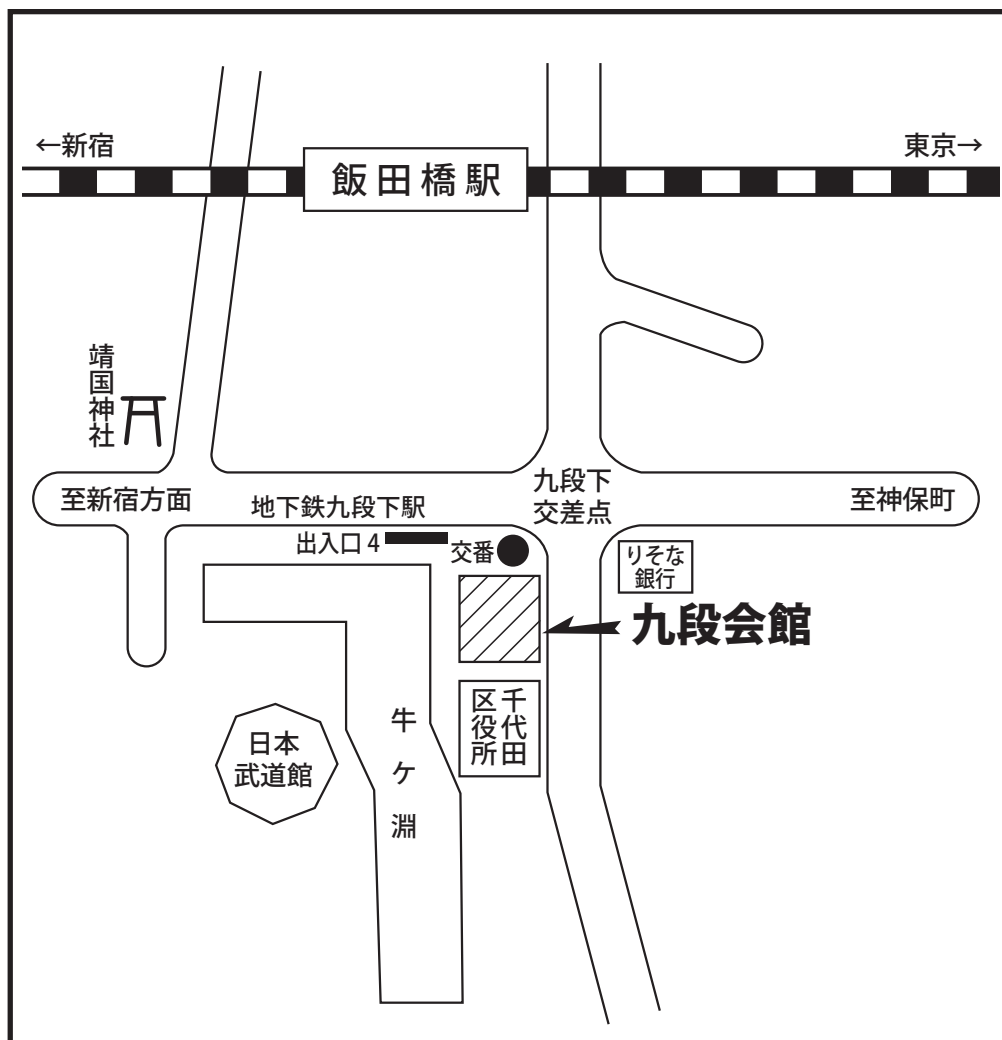 ←新宿
東京→
飯田橋駅
靖国神社
至新宿方面
地下鉄九段下駅
出入口4
九段下
交差点
至神保町
交番
りそな
銀行
九段会館
千代田
区役所
牛ケ淵
日本
武道館